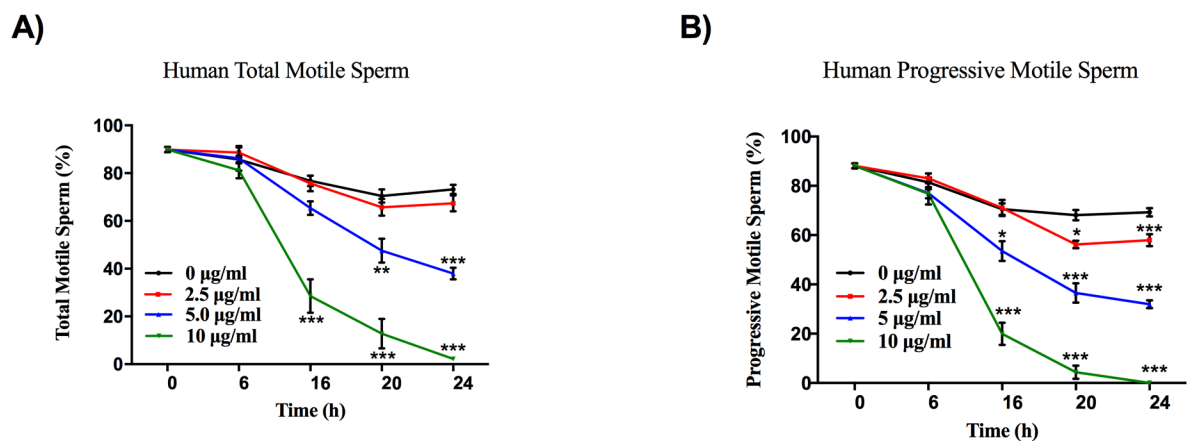 A)
Human Total Motile Sperm
Total Motile Sperm (%)
100
80
60
40
20
0
0 μg/ml
2.5 μg/ml
5.0 μg/ml
10 μg/ml
**
***
***
***
***
0 6 16 20 24
Time (h)
B)
Human Progressive Motile Sperm
Progressive Motile Sperm (%)
100
80
60
40
20
0
0 μg/ml
2.5 μg/ml
5 μg/ml
10 μg/ml
* * ***
*** ***
***
***
***
0 6 16 20 24
Time (h)